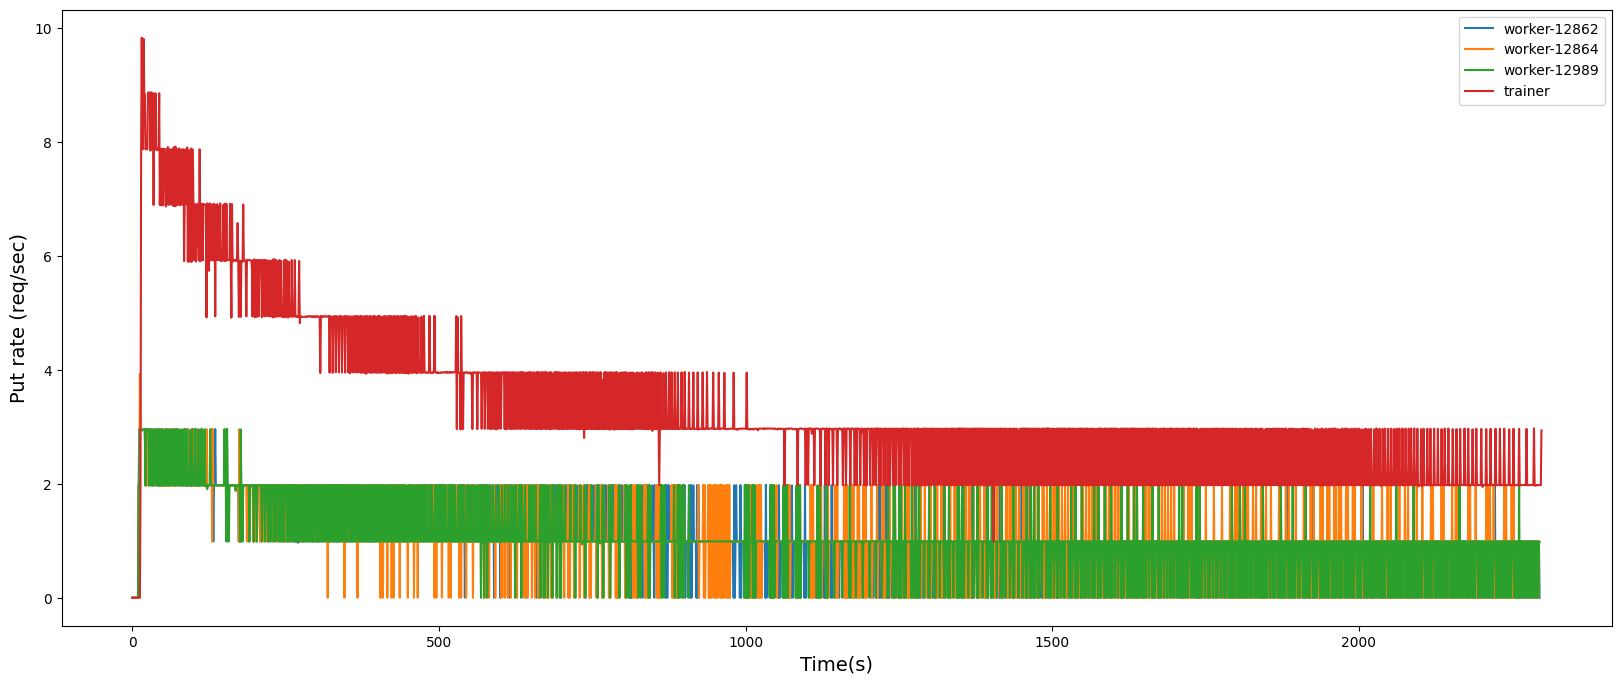 Put rate (req/sec)
10
8
6
4
2
0
0 500 1000 1500 2000
Time(s)
worker-12862
worker-12864
worker-12989
trainer